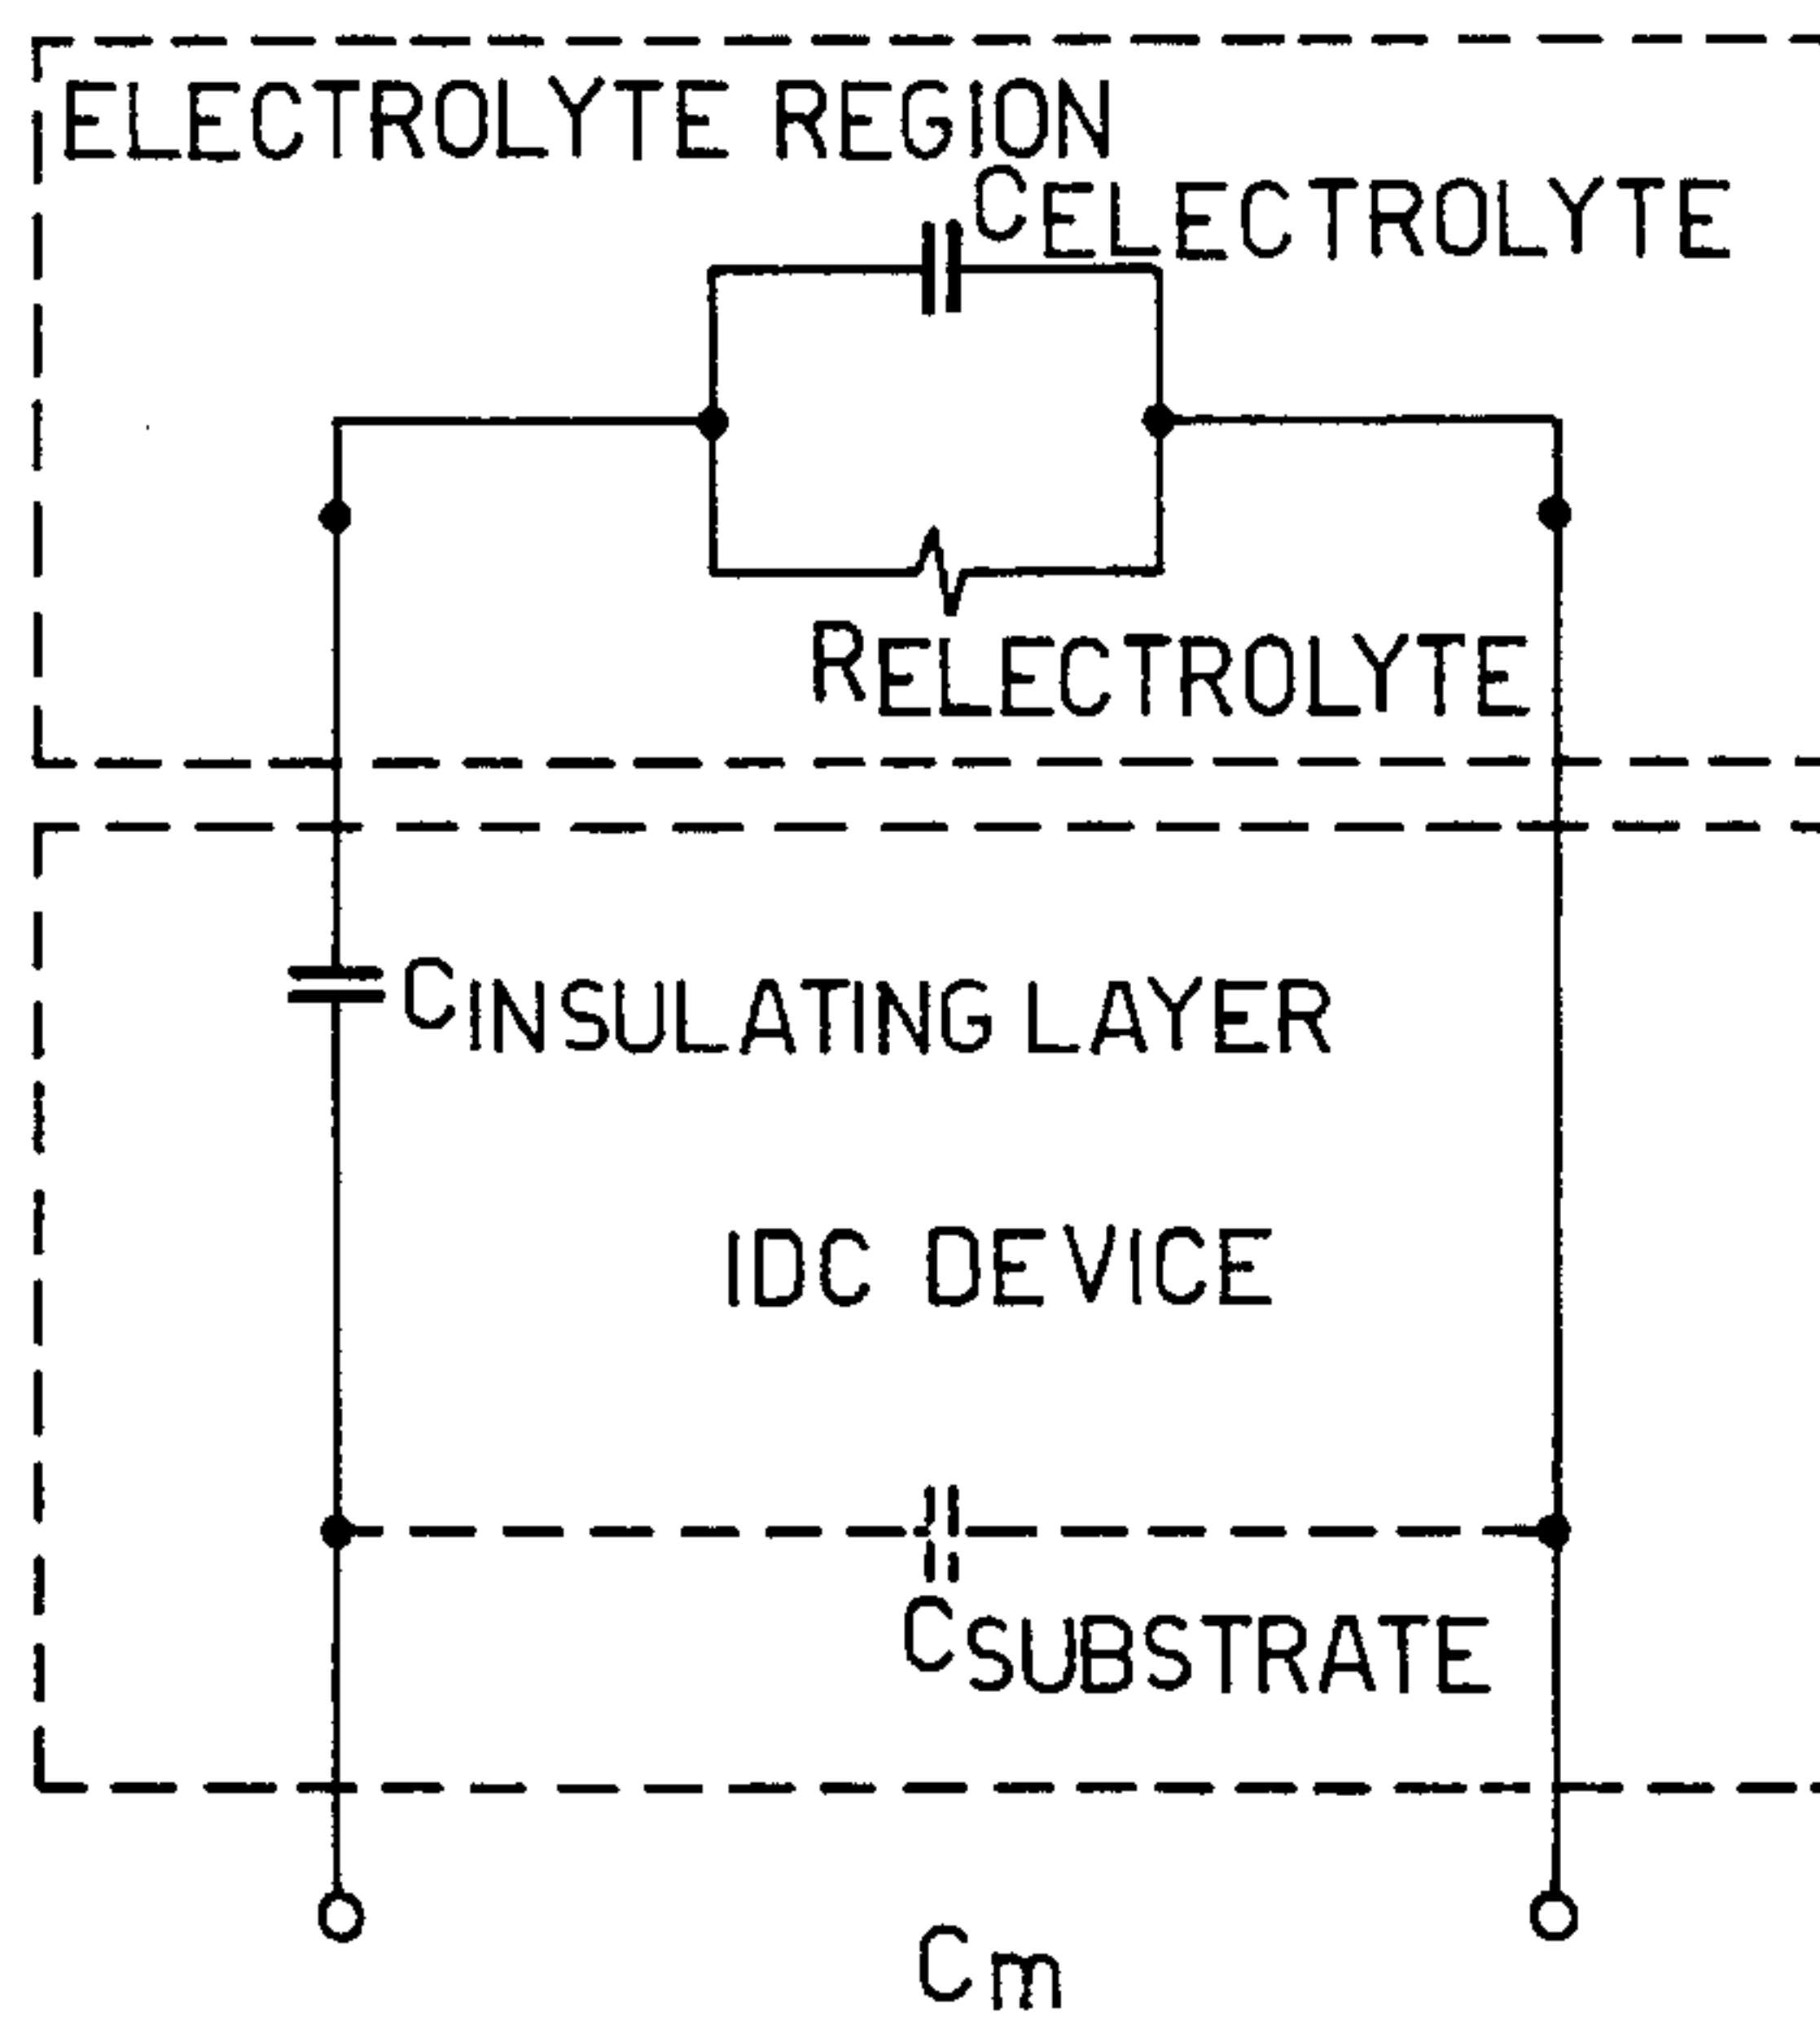 ELECTROLYTE REGION
CELECTROLYTE
RELECTROLYTE
CINSULATING LAYER
IDC DEVICE
CSUBSTRATE
Cm